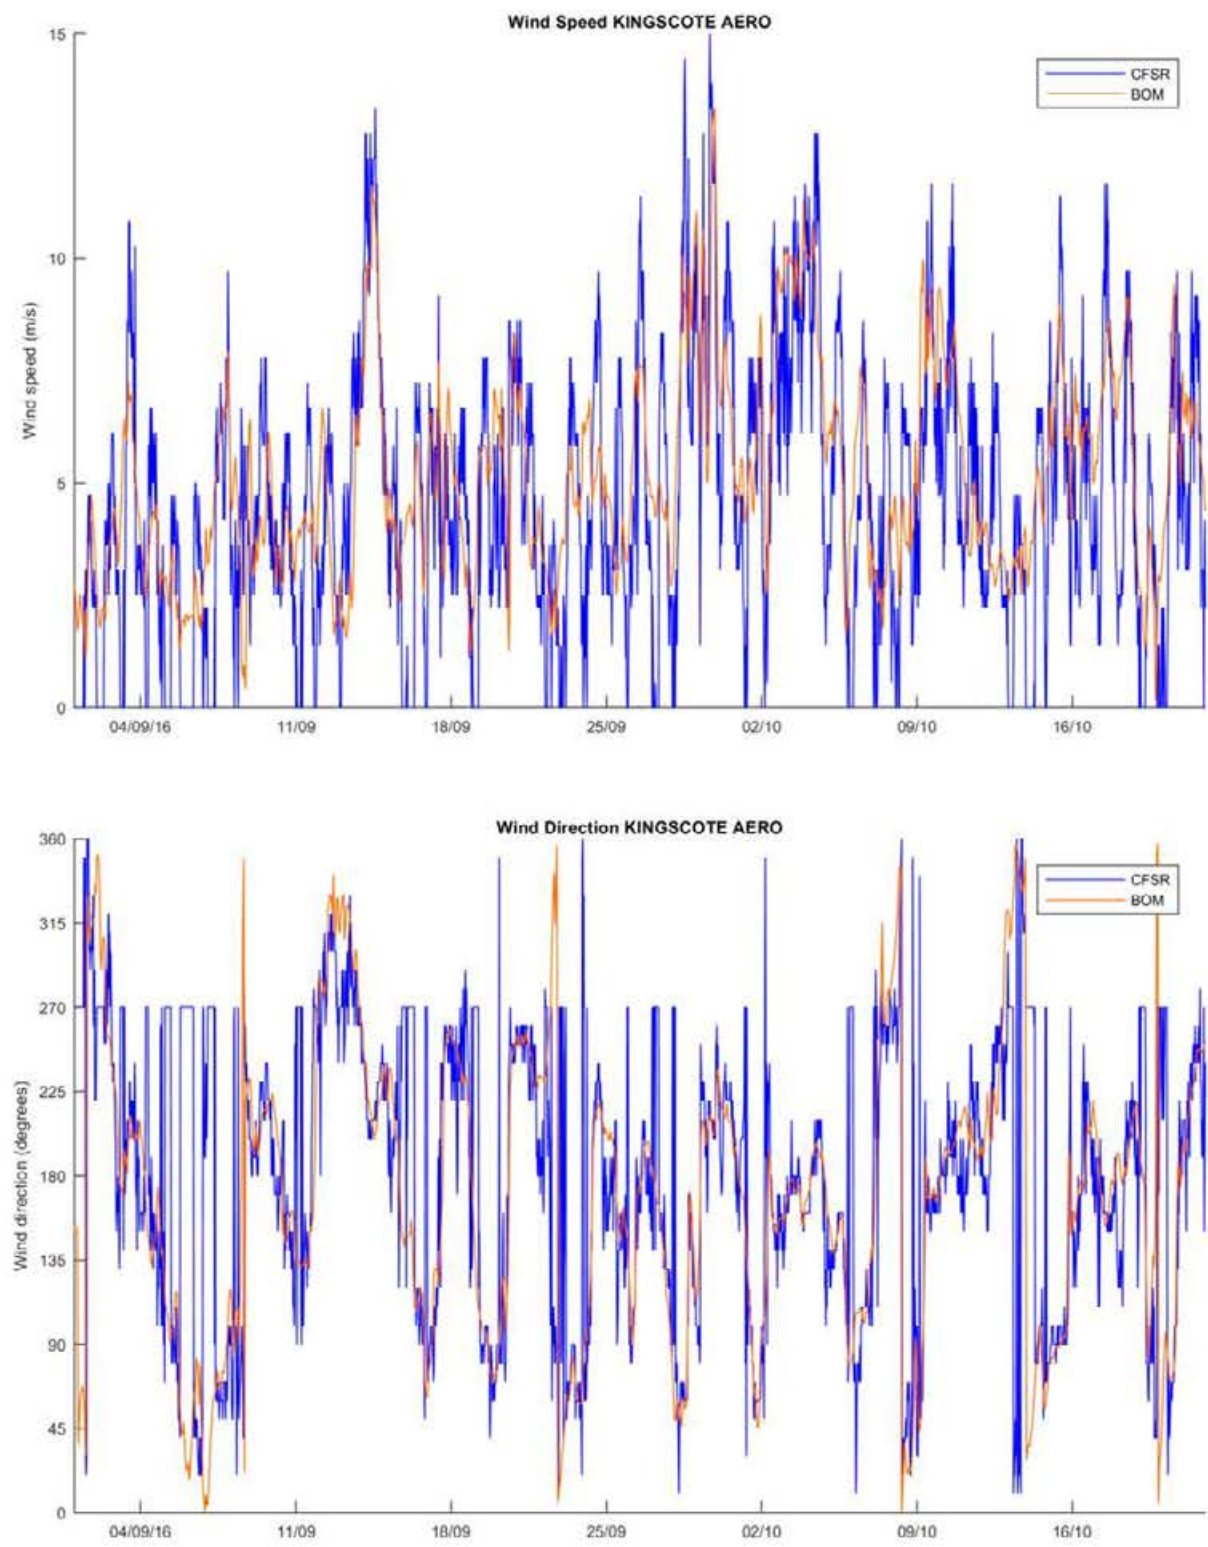 Wind Speed KINGSCOTE AERO
15
CFSR
BOM
10
Wind speed (m/s)
5
0
04/09/16 11/09 18/09 25/09 02/10 09/10 16/10
Wind Direction KINGSCOTE AERO
360
CFSR
BOM
315
270
225
Wind direction (degrees)
180
135
90
45
0
04/09/16 11/09 18/09 25/09 02/10 09/10 16/10